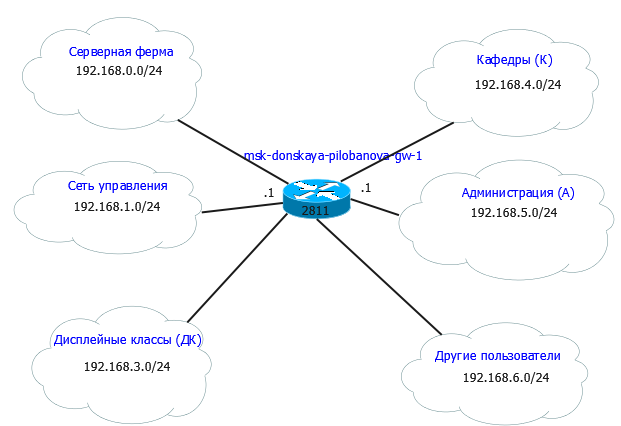 Серверная ферма
192.168.0.0/24
Кафедры (К)
192.168.4.0/24
msk-donskaya-pilobanova-gw-1
Сеть управления
192.168.1.0/24
.1
.1
2811
Администрация (А)
192.168.5.0/24
Дисплейные классы (ДК)
192.168.3.0/24
Другие пользователи
192.168.6.0/24